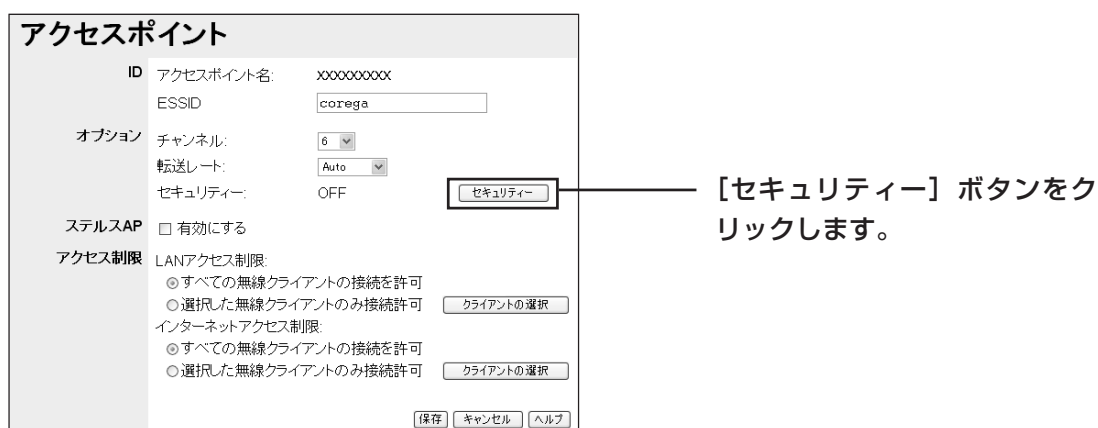 アクセスポイント
ID アクセスポイント名: XXXXXXXXX
ESSID corega
オプション チャンネル: 6
転送レート: Auto
セキュリティー: OFF セキュリティー
[セキュリティー] ボタンをク
リックします。
ステルスAP 有効にする
アクセス制限 LANアクセス制限:
すべての無線クライアントの接続を許可
選択した無線クライアントのみ接続許可 クライアントの選択
インターネットアクセス制限:
すべての無線クライアントの接続を許可
選択した無線クライアントのみ接続許可 クライアントの選択
保存 キャンセル ヘルプ